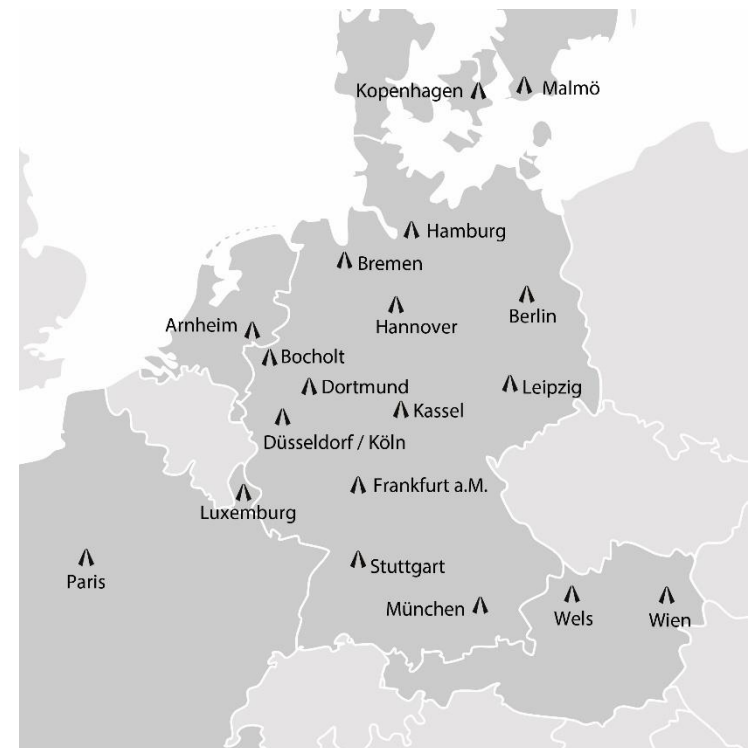 Kopenhagen
Malmö
Hamburg
Bremen
Berlin
Hannover
Arnheim
Bocholt
Dortmund
Leipzig
Kassel
Düsseldorf / Köln
Frankfurt a.M.
Luxemburg
Stuttgart
Paris
München
Wels
Wien